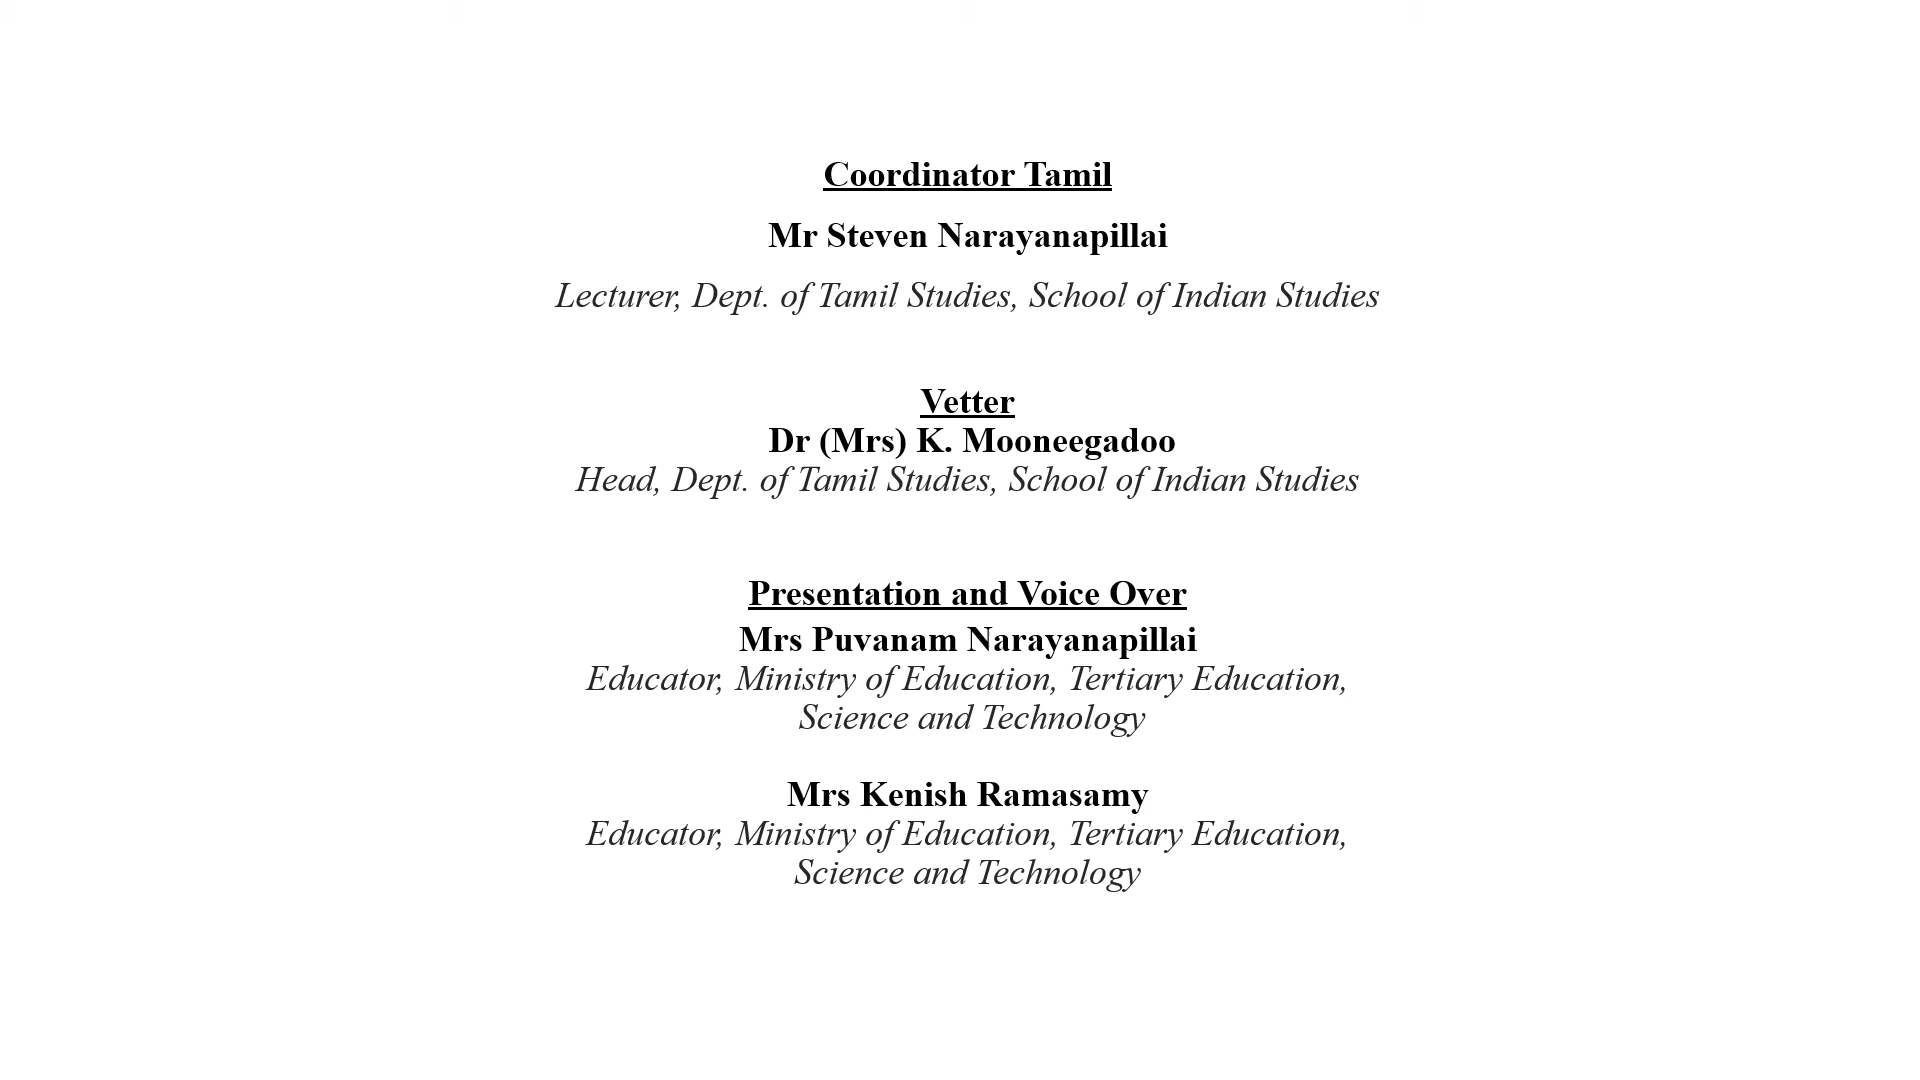 Coordinator Tamil
Mr Steven Narayanapillai
Lecturer, Dept. of Tamil Studies, School of Indian Studies
Vetter
Dr (Mrs) K. Mooneegadoo
Head, Dept. of Tamil Studies, School of Indian Studies
Presentation and Voice Over
Mrs Puvanam Narayanapillai
Educator, Ministry of Education, Tertiary Education,
Science and Technology
Mrs Kenish Ramasamy
Educator, Ministry of Education, Tertiary Education,
Science and Technology